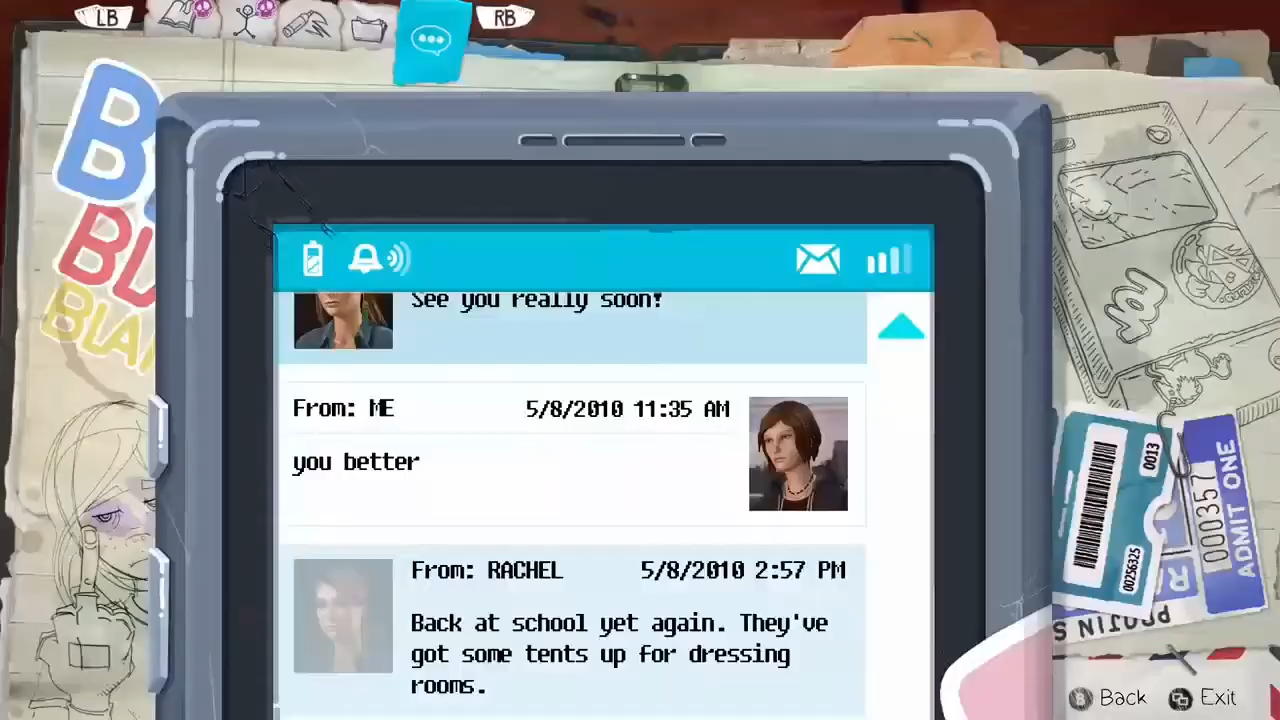 LB
RB
See you really soon!
From: ME
5/8/2010 11:35 AM
you better
From: RACHEL
5/8/2010 2:57 PM
Back at school yet again. They've
got some tents up for dressing
rooms.
0013
00256325
000357
ADMIT ONE
Back
Exit